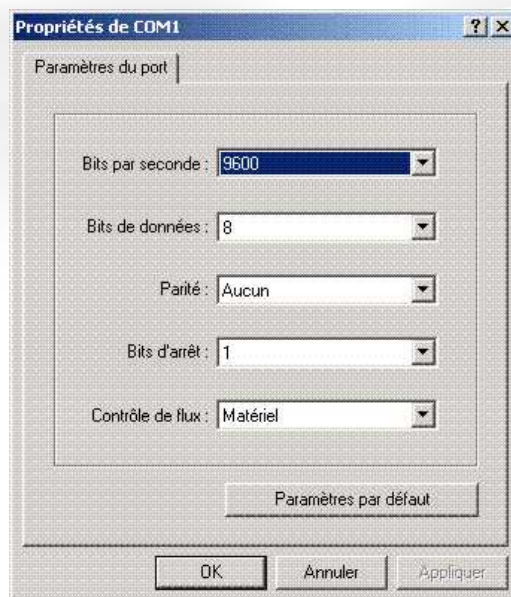 Propriétés de COM1
Paramètres du port
Bits par seconde : 9600
Bits de données : 8
Parité : Aucun
Bits d'arrêt : 1
Contrôle de flux : Matériel
Paramètres par défaut
OK Annuler Appliquer